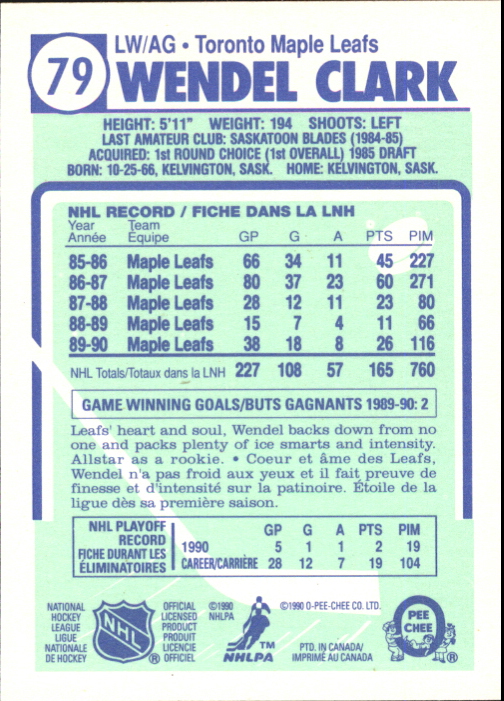 79
LW/AG • Toronto Maple Leafs
WENDEL CLARK
HEIGHT: 5'11" WEIGHT: 194 SHOOTS: LEFT
LAST AMATEUR CLUB: SASKATOON BLADES (1984-85)
ACQUIRED: 1st ROUND CHOICE (1st OVERALL) 1985 DRAFT
BORN: 10-25-66, KELVINGTON, SASK. HOME: KELVINGTON, SASK.
NHL RECORD / FICHE DANS LA LNH
Year Team
Année Équipe GP G A PTS PIM
85-86 Maple Leafs 66 34 11 45 227
86-87 Maple Leafs 80 37 23 60 271
87-88 Maple Leafs 28 12 11 23 80
88-89 Maple Leafs 15 7 4 11 66
89-90 Maple Leafs 38 18 8 26 116
NHL Totals/Totaux dans la LNH 227 108 57 165 760
GAME WINNING GOALS/BUTS GAGNANTS 1989-90: 2
Leafs' heart and soul, Wendel backs down from no
one and packs plenty of ice smarts and intensity.
Allstar as a rookie. • Coeur et âme des Leafs,
Wendel n'a pas froid aux yeux et il fait preuve de
finesse et d'intensité sur la patinoire. Étoile de la
ligue dès sa première saison.
NHL PLAYOFF
RECORD
FICHE DURANT LES
ÉLIMINATOIRES
GP G A PTS PIM
1990 5 1 1 2 19
CAREER/CARRIÈRE 28 12 7 19 104
NATIONAL
HOCKEY
LEAGUE
LIGUE
NATIONALE
DE HOCKEY
NHL
®
OFFICIAL
LICENSED
PRODUCT
PRODUIT
LICENCIE
OFFICIEL
©1990
NHLPA
TM
NHLPA
©1990 O-PEE-CHEE CO. LTD.
PTD. IN CANADA/
IMPRIMÉ AU CANADA
O
PEE
CHEE
®